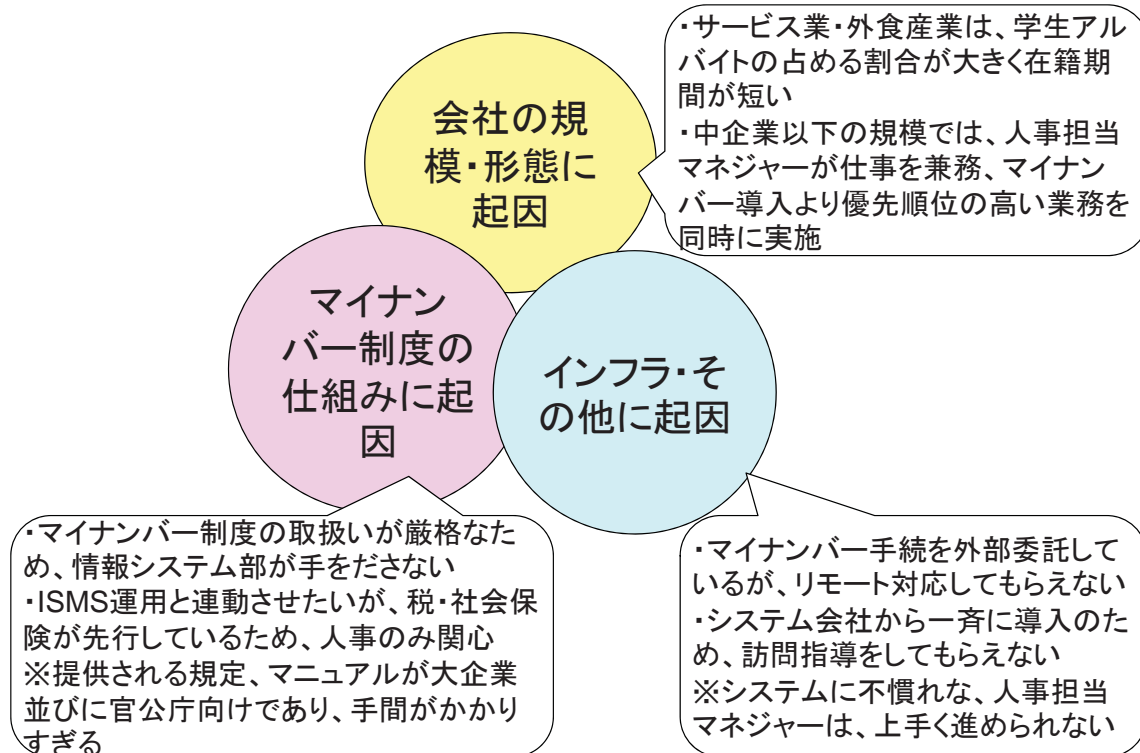 会社の規
模・形態に
起因
・サービス業・外食産業は、学生アル
バイトの占める割合が大きく在籍期
間が短い
・中企業以下の規模では、人事担当
マネジャーが仕事を兼務、マイナン
バー導入より優先順位の高い業務を
同時に実施
マイナン
バー制度の
仕組みに起
因
インフラ・そ
の他に起因
・マイナンバー制度の取扱いが厳格なた
め、情報システム部が手をださない
・ISMS運用と連動させたいが、税・社会保
険が先行しているため、人事のみ関心
※提供される規定、マニュアルが大企業
並びに官公庁向けであり、手間がかかり
すぎる
・マイナンバー手続を外部委託して
いるが、リモート対応してもらえない
・システム会社から一斉に導入のた
め、訪問指導をしてもらえない
※システムに不慣れな、人事担当
マネジャーは、上手く進められない